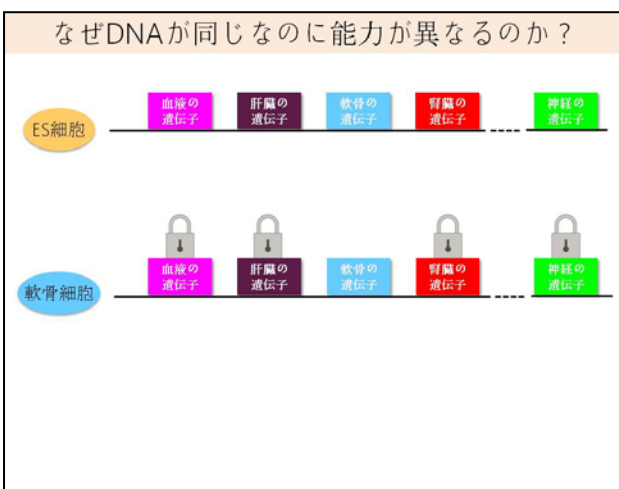 なぜDNAが同じなのに能力が異なるのか？
ES細胞
血液の
遺伝子
肝臓の
遺伝子
軟骨の
遺伝子
腎臓の
遺伝子
神経の
遺伝子
軟骨細胞
血液の
遺伝子
肝臓の
遺伝子
軟骨の
遺伝子
腎臓の
遺伝子
神経の
遺伝子